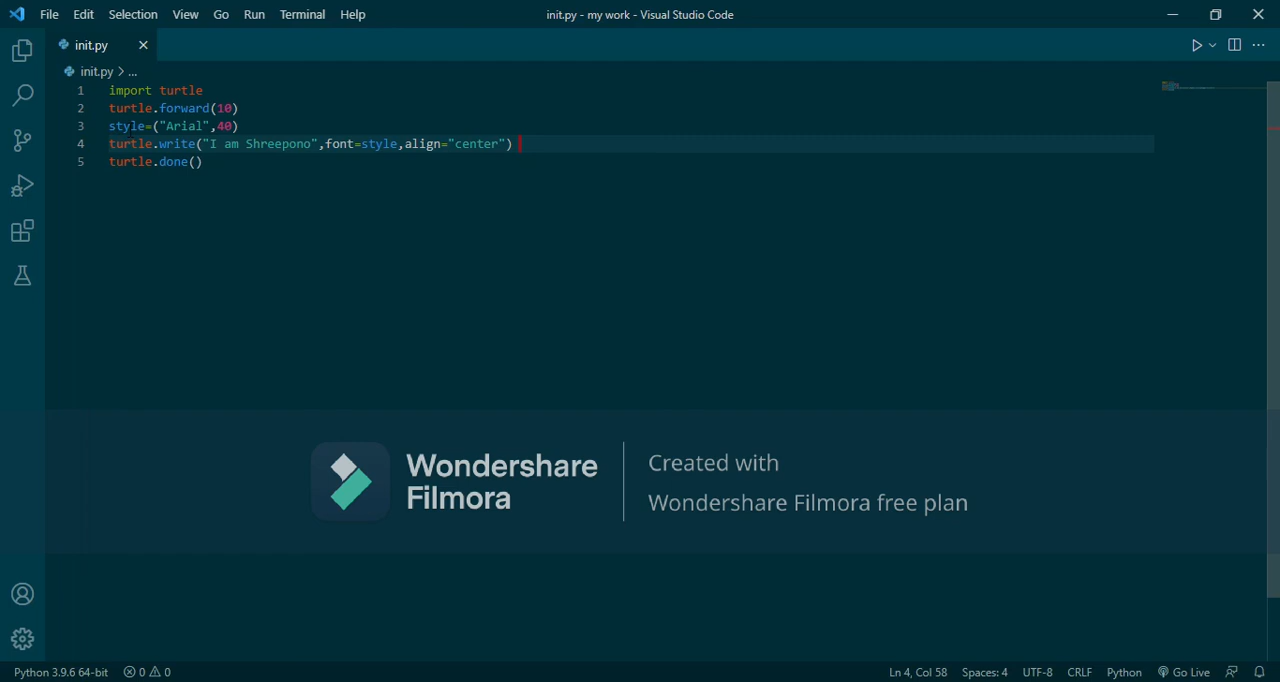 File Edit Selection View Go Run Terminal Help init.py - my work - Visual Studio Code
init.py
init.py > ...
1 import turtle
2 turtle.forward(10)
3 style=("Arial",40)
4 turtle.write("I am Shreepono",font=style,align="center")
5 turtle.done()
Wondershare
Filmora
Created with
Wondershare Filmora free plan
Python 3.9.6 64-bit 0 0 Ln 4, Col 58 Spaces: 4 UTF-8 CRLF Python Go Live